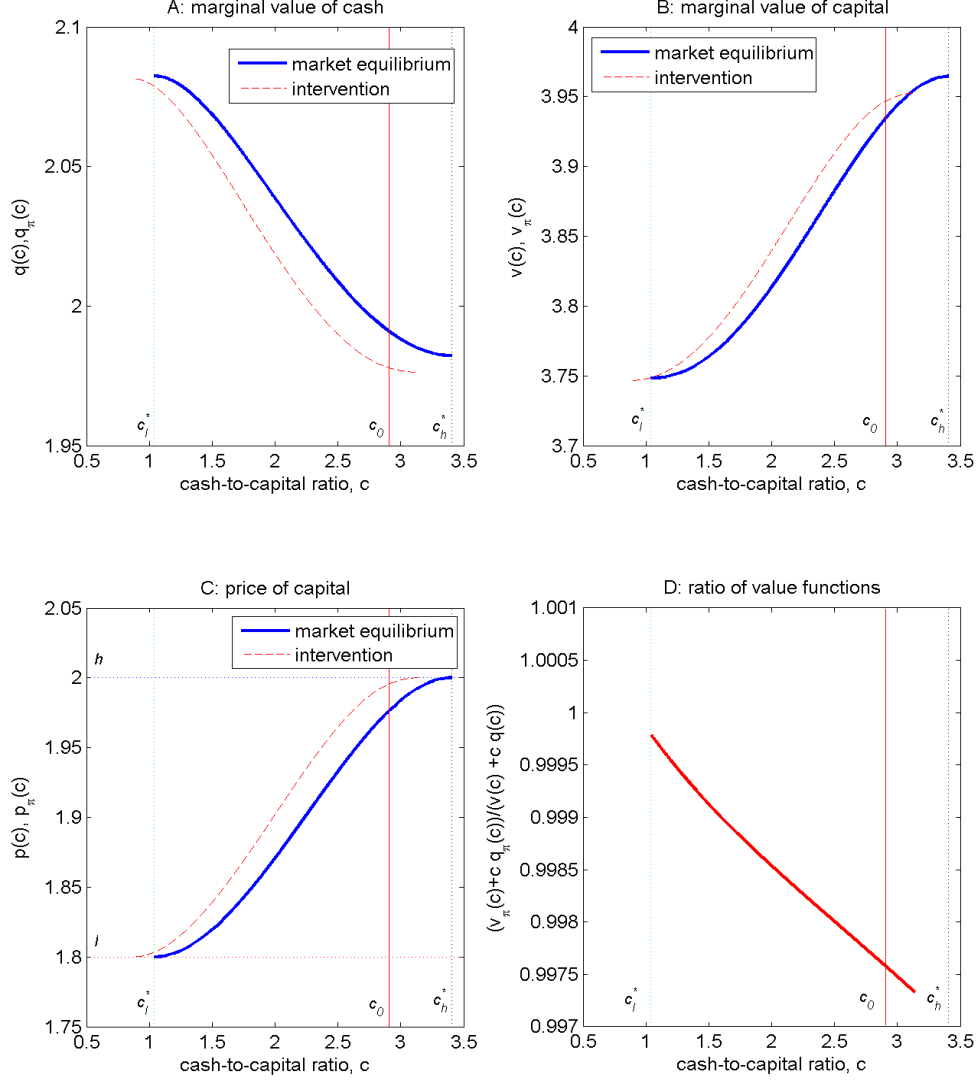 A: marginal value of cash
2.1
2.05
2
1.95
q(c),q_π(c)
market equilibrium
intervention
c_l^*
c_0
c_h^*
0.5 1 1.5 2 2.5 3 3.5
cash-to-capital ratio, c
B: marginal value of capital
4
3.95
3.9
3.85
3.8
3.75
3.7
v(c), v_π(c)
market equilibrium
intervention
c_l^*
c_0
c_h^*
0.5 1 1.5 2 2.5 3 3.5
cash-to-capital ratio, c
C: price of capital
2.05
2
1.95
1.9
1.85
1.8
1.75
p(c), p_π(c)
market equilibrium
intervention
h
l
c_l^*
c_0
c_h^*
0.5 1 1.5 2 2.5 3 3.5
cash-to-capital ratio, c
D: ratio of value functions
1.001
1.0005
1
0.9995
0.999
0.9985
0.998
0.9975
0.997
(v_π(c)+c q_π(c))/(v(c) +c q(c))
c_l^*
c_0
c_h^*
0.5 1 1.5 2 2.5 3 3.5
cash-to-capital ratio, c